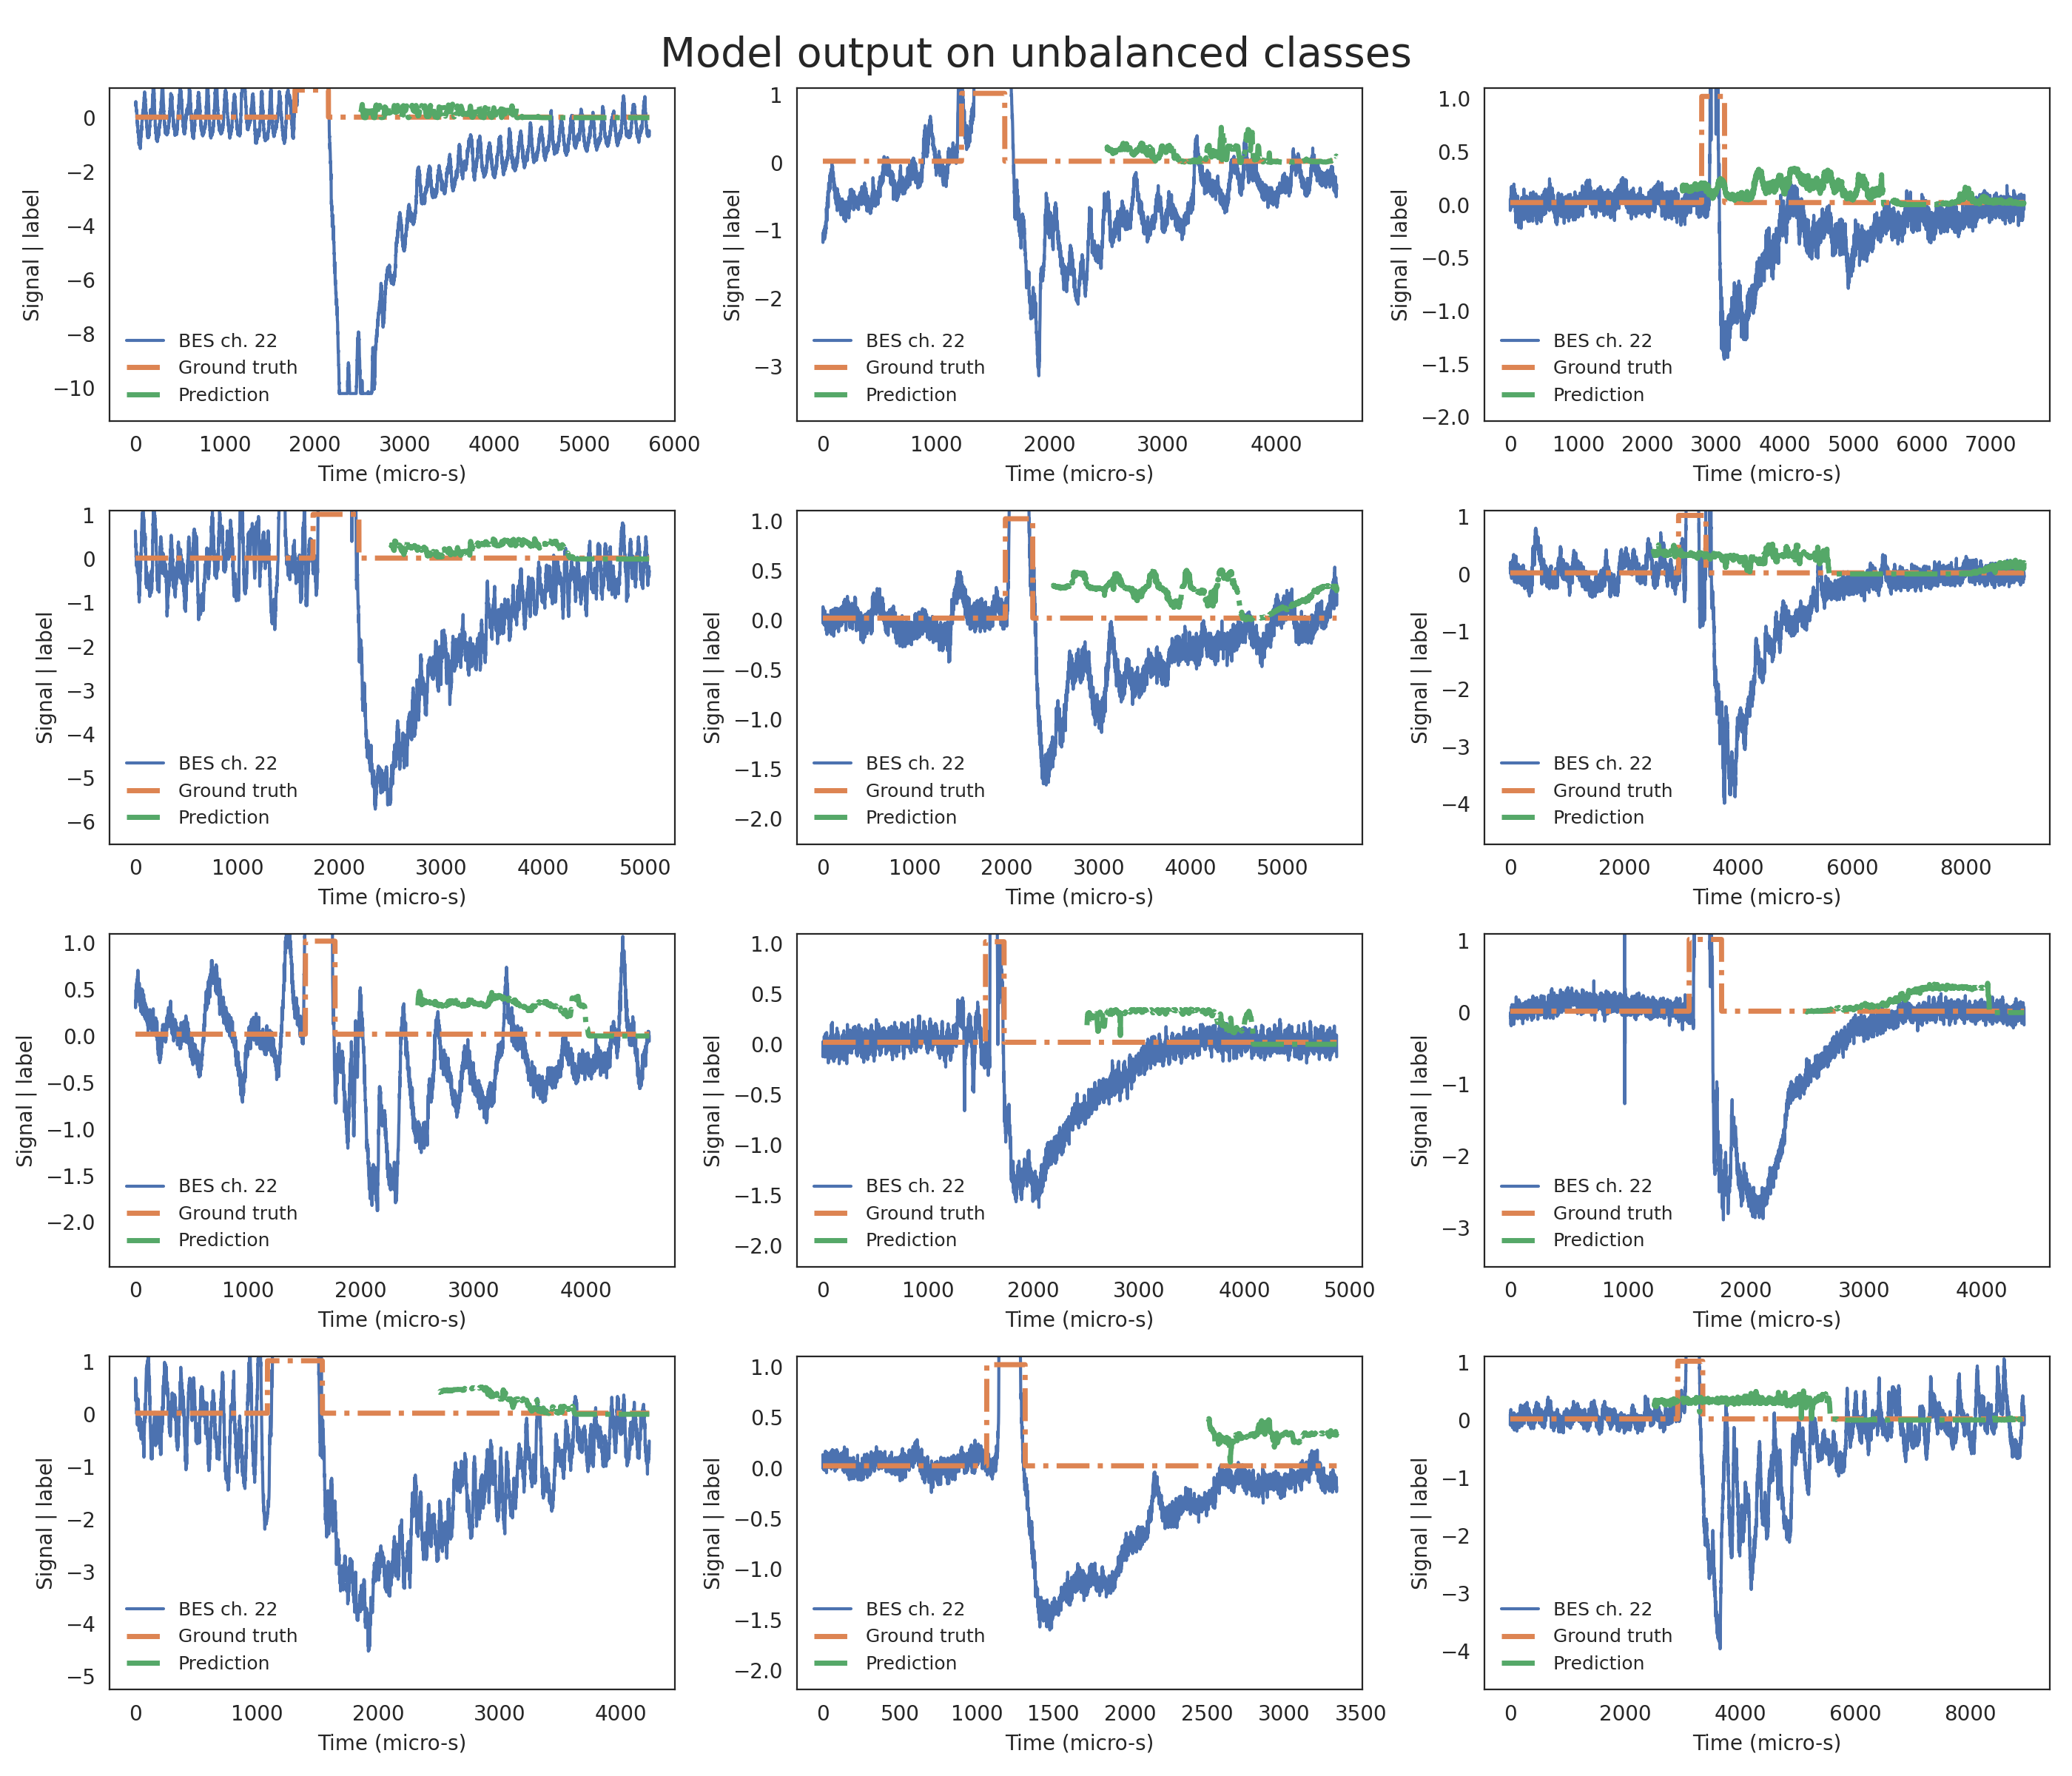 Model output on unbalanced classes
Signal | label
0
−2
−4
−6
−8
−10
BES ch. 22
Ground truth
Prediction
0 1000 2000 3000 4000 5000 6000
Time (micro-s)
Signal | label
1
0
−1
−2
−3
BES ch. 22
Ground truth
Prediction
0 1000 2000 3000 4000
Time (micro-s)
Signal | label
1.0
0.5
0.0
−0.5
−1.0
−1.5
−2.0
BES ch. 22
Ground truth
Prediction
0 1000 2000 3000 4000 5000 6000 7000
Time (micro-s)
Signal | label
1
0
−1
−2
−3
−4
−5
−6
BES ch. 22
Ground truth
Prediction
0 1000 2000 3000 4000 5000
Time (micro-s)
Signal | label
1.0
0.5
0.0
−0.5
−1.0
−1.5
−2.0
BES ch. 22
Ground truth
Prediction
0 1000 2000 3000 4000 5000
Time (micro-s)
Signal | label
1
0
−1
−2
−3
−4
BES ch. 22
Ground truth
Prediction
0 2000 4000 6000 8000
Time (micro-s)
Signal | label
1.0
0.5
0.0
−0.5
−1.0
−1.5
−2.0
BES ch. 22
Ground truth
Prediction
0 1000 2000 3000 4000
Time (micro-s)
Signal | label
1.0
0.5
0.0
−0.5
−1.0
−1.5
−2.0
BES ch. 22
Ground truth
Prediction
0 1000 2000 3000 4000 5000
Time (micro-s)
Signal | label
1
0
−1
−2
−3
BES ch. 22
Ground truth
Prediction
0 1000 2000 3000 4000
Time (micro-s)
Signal | label
1
0
−1
−2
−3
−4
−5
BES ch. 22
Ground truth
Prediction
0 1000 2000 3000 4000
Time (micro-s)
Signal | label
1.0
0.5
0.0
−0.5
−1.0
−1.5
−2.0
BES ch. 22
Ground truth
Prediction
0 500 1000 1500 2000 2500 3000 3500
Time (micro-s)
Signal | label
1
0
−1
−2
−3
−4
BES ch. 22
Ground truth
Prediction
0 2000 4000 6000 8000
Time (micro-s)